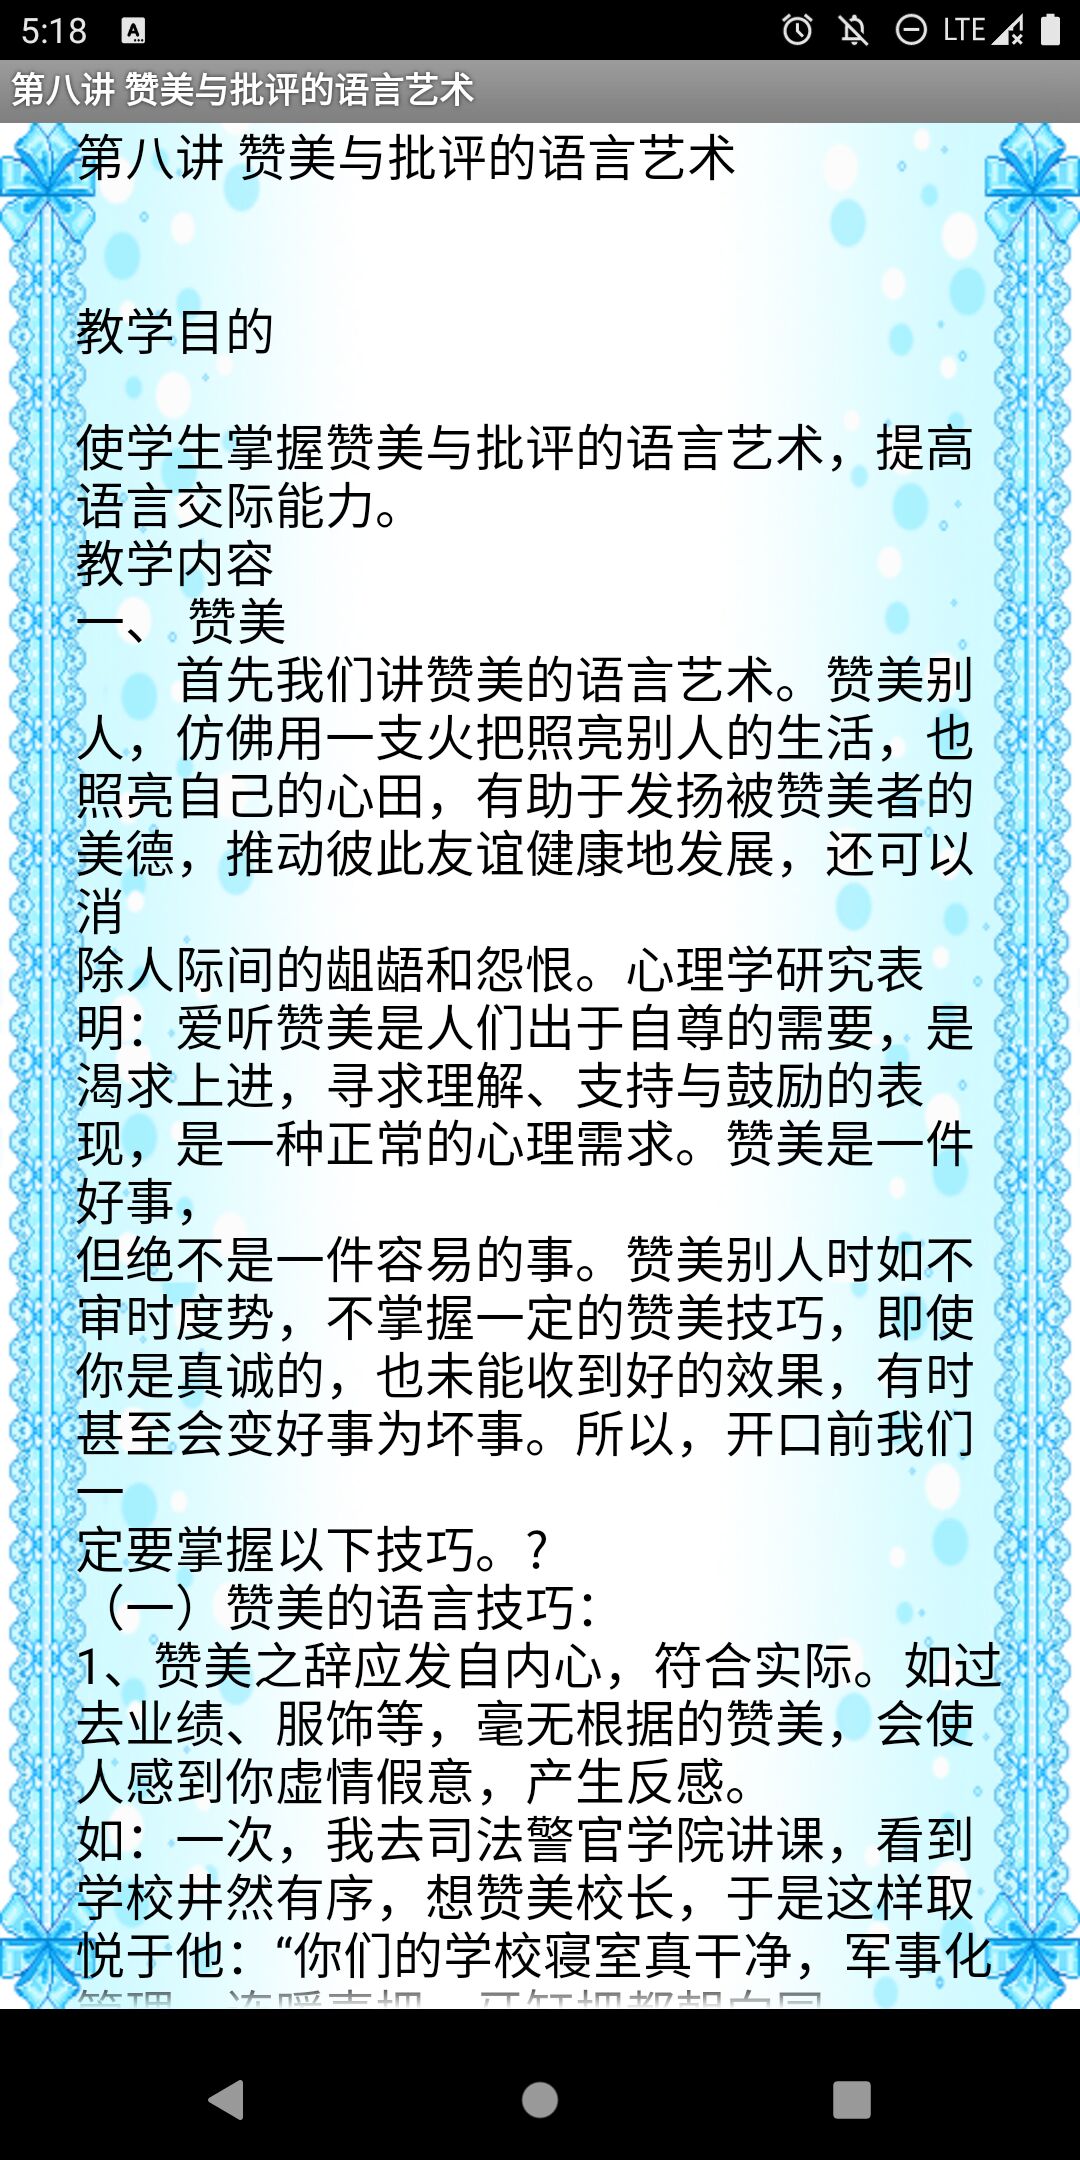 5:18
A
LTE
第八讲 赞美与批评的语言艺术
第八讲 赞美与批评的语言艺术
教学目的
使学生掌握赞美与批评的语言艺术，提高
语言交际能力。
教学内容
一、 赞美
首先我们讲赞美的语言艺术。赞美别
人，仿佛用一支火把照亮别人的生活，也
照亮自己的心田，有助于发扬被赞美者的
美德，推动彼此友谊健康地发展，还可以
消
除人际间的龃龉和怨恨。心理学研究表
明：爱听赞美是人们出于自尊的需要，是
渴求上进，寻求理解、支持与鼓励的表
现，是一种正常的心理需求。赞美是一件
好事，
但绝不是一件容易的事。赞美别人时如不
审时度势，不掌握一定的赞美技巧，即使
你是真诚的，也未能收到好的效果，有时
甚至会变好事为坏事。所以，开口前我们
一
定要掌握以下技巧。?
（一）赞美的语言技巧：
1、赞美之辞应发自内心，符合实际。如过
去业绩、服饰等，毫无根据的赞美，会使
人感到你虚情假意，产生反感。
如：一次，我去司法警官学院讲课，看到
学校井然有序，想赞美校长，于是这样取
悦于他：“你们的学校寝室真干净，军事化